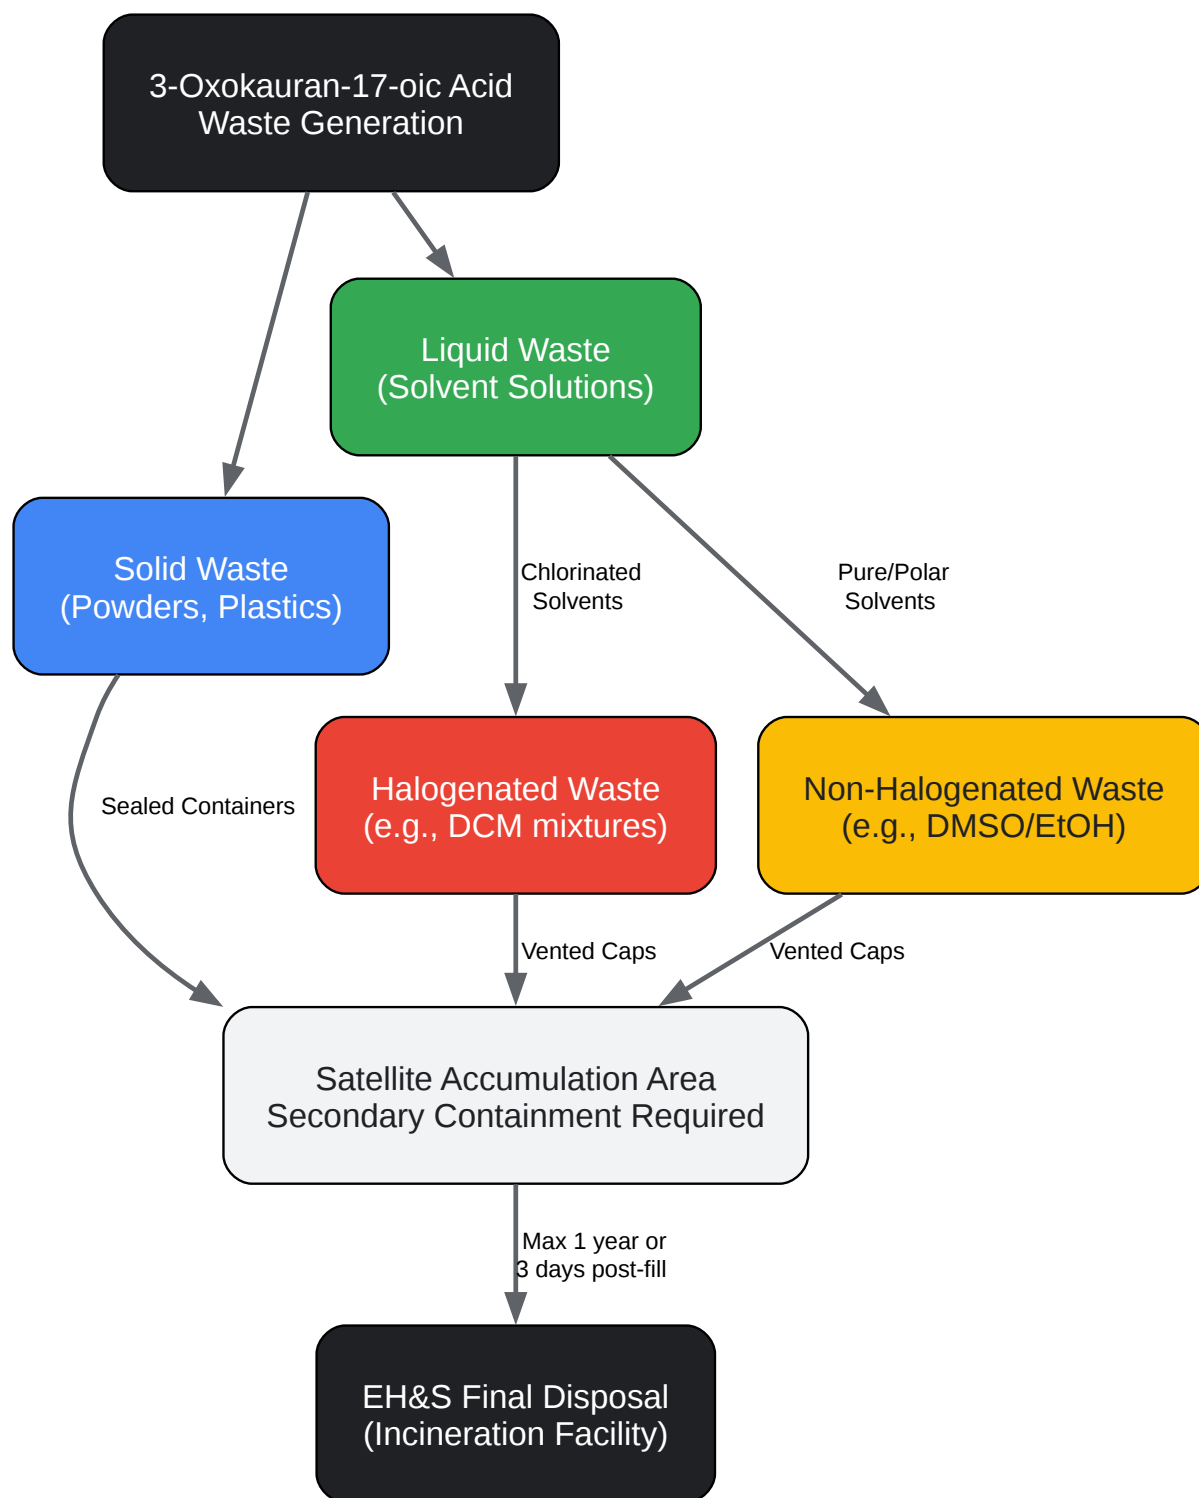 3-Oxokauran-17-oic Acid
Waste Generation
Liquid Waste
(Solvent Solutions)
Solid Waste
(Powders, Plastics)
Chlorinated
Solvents
Pure/Polar
Solvents
Halogenated Waste
(e.g., DCM mixtures)
Non-Halogenated Waste
(e.g., DMSO/EtOH)
Sealed Containers
Vented Caps
Vented Caps
Satellite Accumulation Area
Secondary Containment Required
Max 1 year or
3 days post-fill
EH&S Final Disposal
(Incineration Facility)